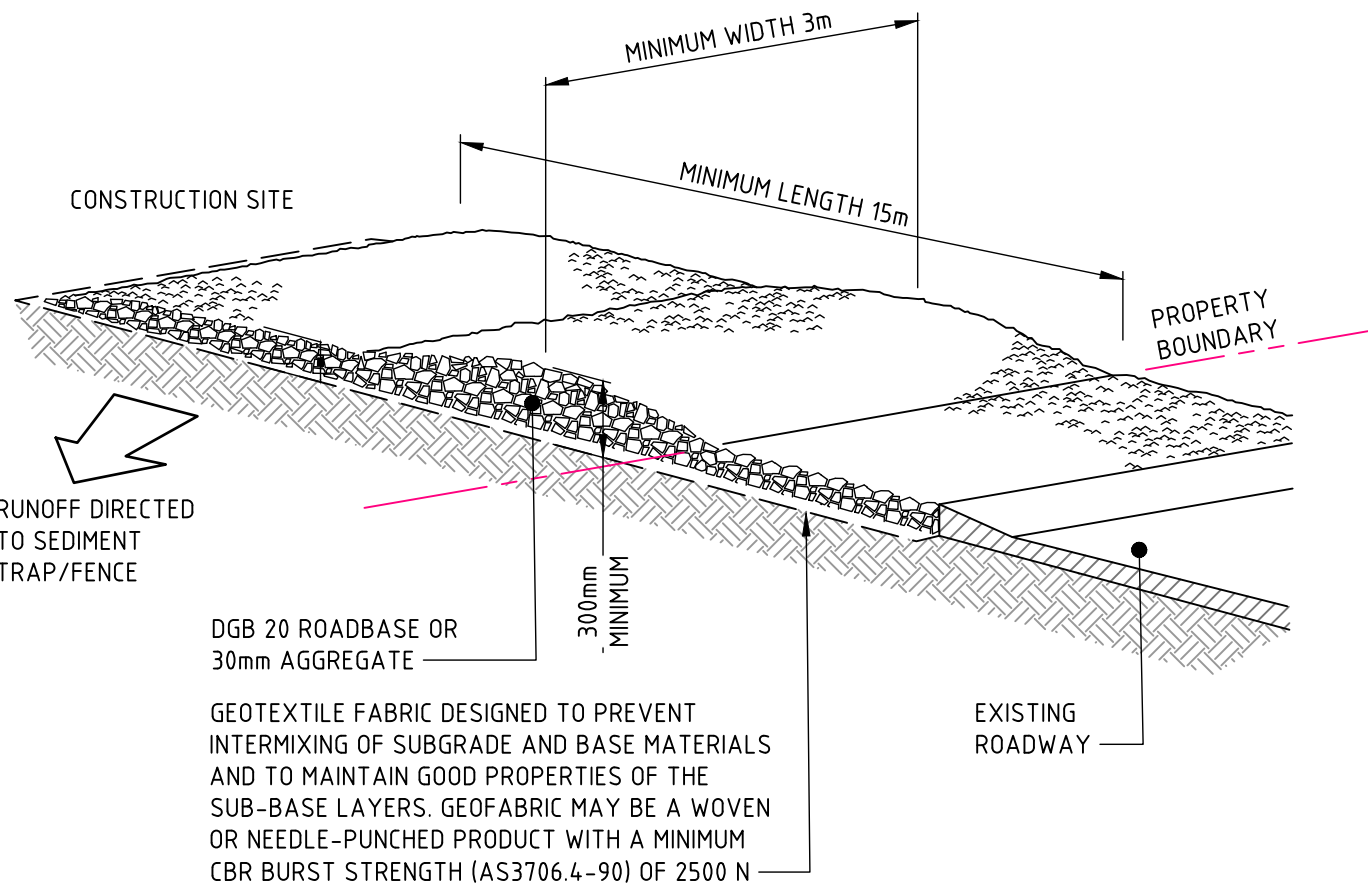 MINIMUM WIDTH 3m
MINIMUM LENGTH 15m
CONSTRUCTION SITE
PROPERTY
BOUNDARY
RUNOFF DIRECTED
TO SEDIMENT
TRAP/FENCE
300mm
MINIMUM
DGB 20 ROADBASE OR
30mm AGGREGATE
GEOTEXTILE FABRIC DESIGNED TO PREVENT
INTERMIXING OF SUBGRADE AND BASE MATERIALS
AND TO MAINTAIN GOOD PROPERTIES OF THE
SUB-BASE LAYERS. GEOFABRIC MAY BE A WOVEN
OR NEEDLE-PUNCHED PRODUCT WITH A MINIMUM
CBR BURST STRENGTH (AS3706.4-90) OF 2500 N
EXISTING
ROADWAY